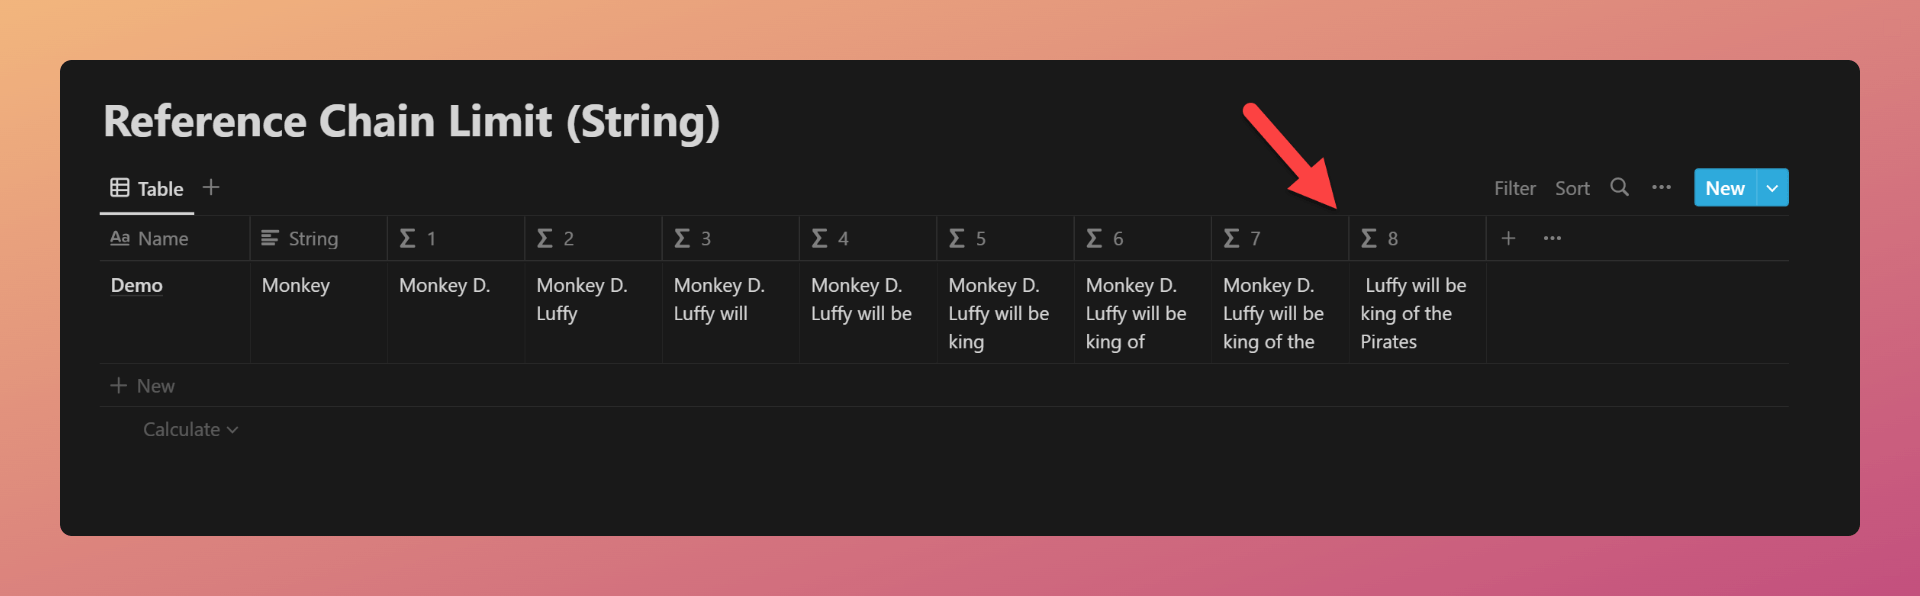 Reference Chain Limit (String)
Table
Filter Sort New
Aa Name String Σ 1 Σ 2 Σ 3 Σ 4 Σ 5 Σ 6 Σ 7 Σ 8
Demo
Monkey
Monkey D.
Monkey D.
Luffy
Monkey D.
Luffy will
Monkey D.
Luffy will be
Monkey D.
Luffy will be
king
Monkey D.
Luffy will be
king of
Monkey D.
Luffy will be
king of the
Luffy will be
king of the
Pirates
+ New
Calculate